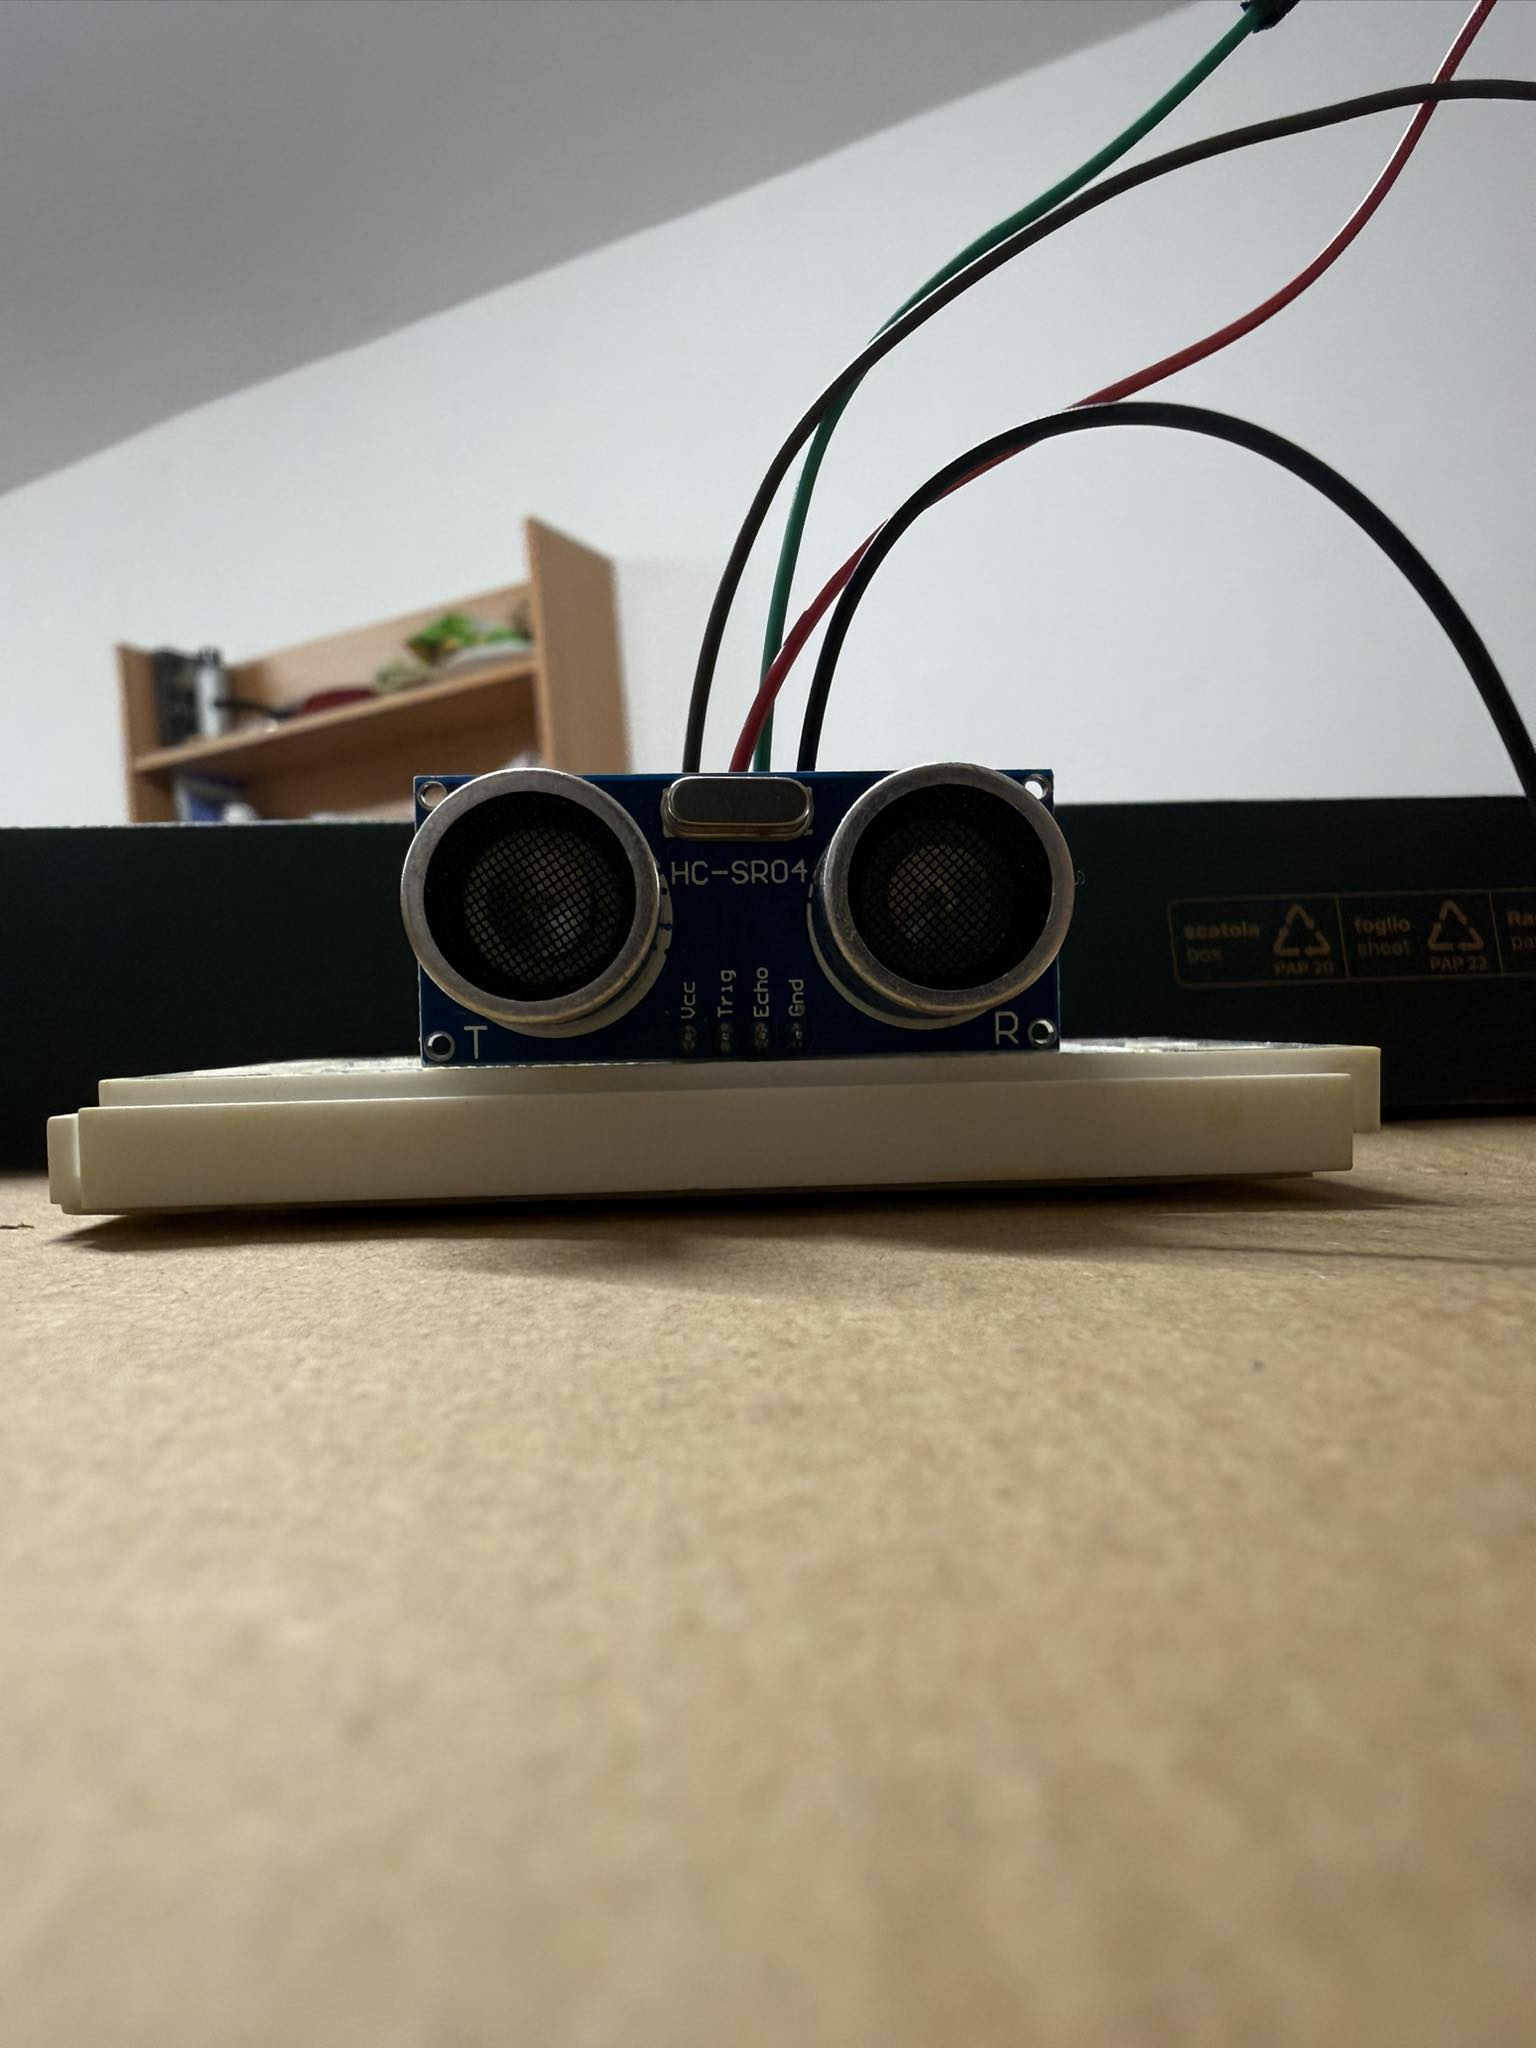 HC-SR04
Vcc
Trig
Echo
Gnd
T
R
scatola
box
PAP 20
foglio
sheet
PAP 22